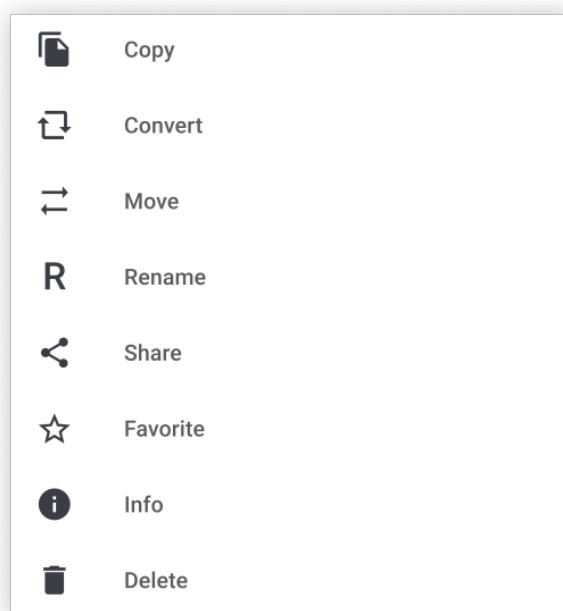 Copy
Convert
Move
R Rename
Share
Favorite
Info
Delete